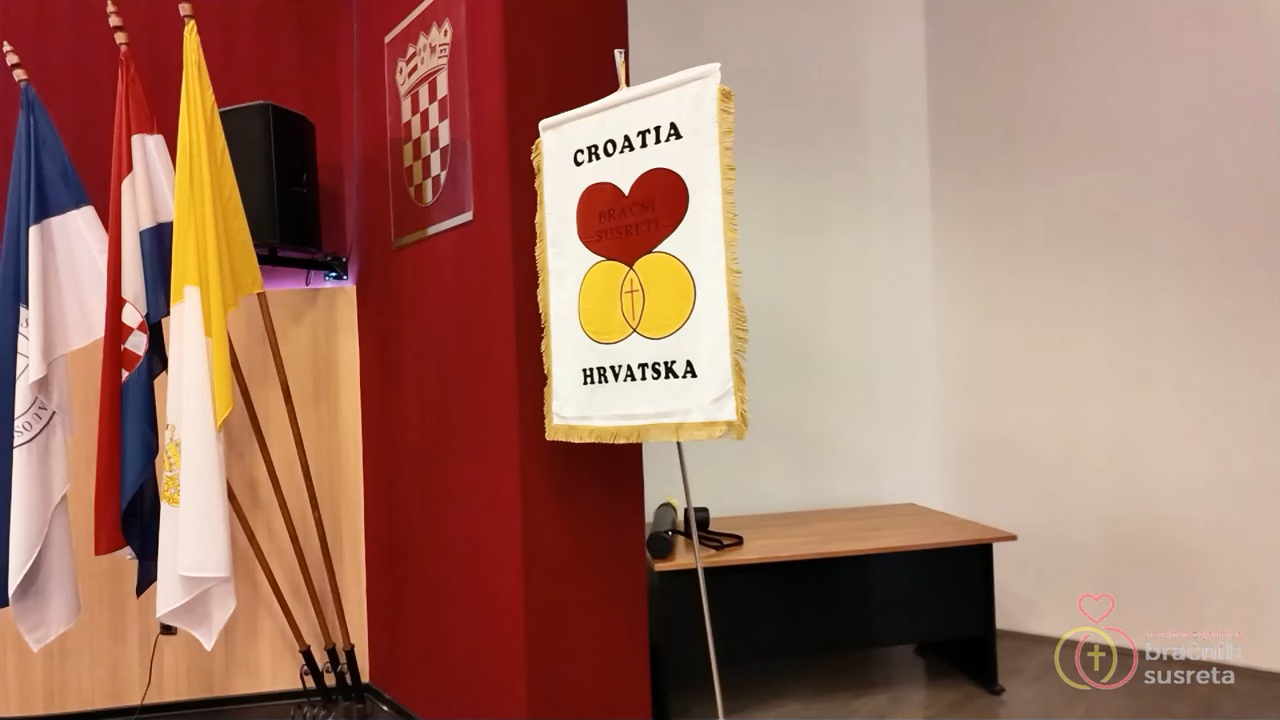 CROATIA
BRAČNI
SUSRETI
HRVATSKA
bračnih
susreta